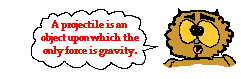 A projectile is an
object upon which the
only force is gravity.